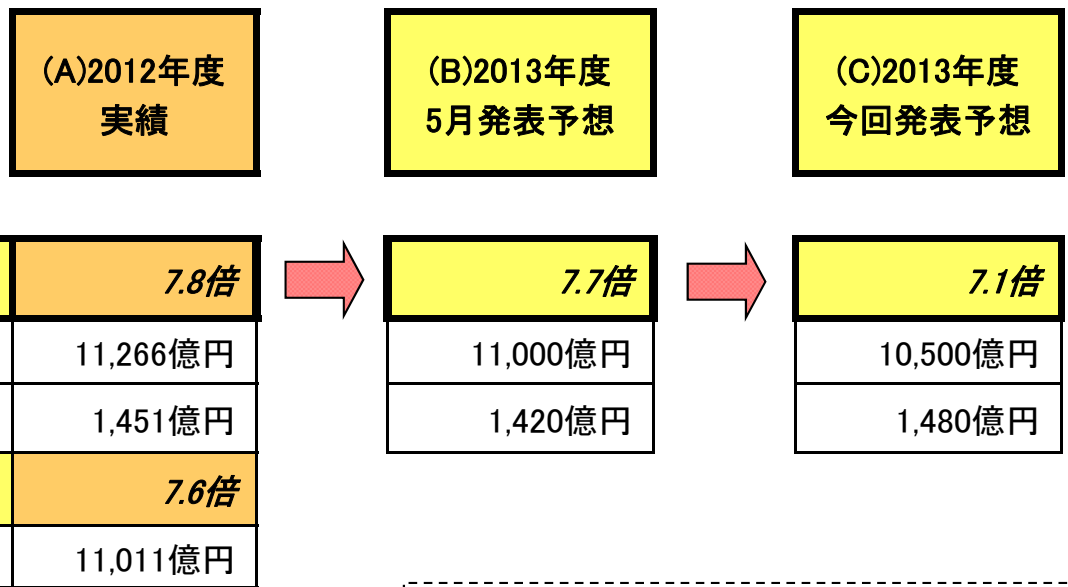 (A)2012年度
実績
(B)2013年度
5月発表予想
(C)2013年度
今回発表予想
7.8倍
7.7倍
7.1倍
11,266億円
11,000億円
10,500億円
1,451億円
1,420億円
1,480億円
7.6倍
11,011億円